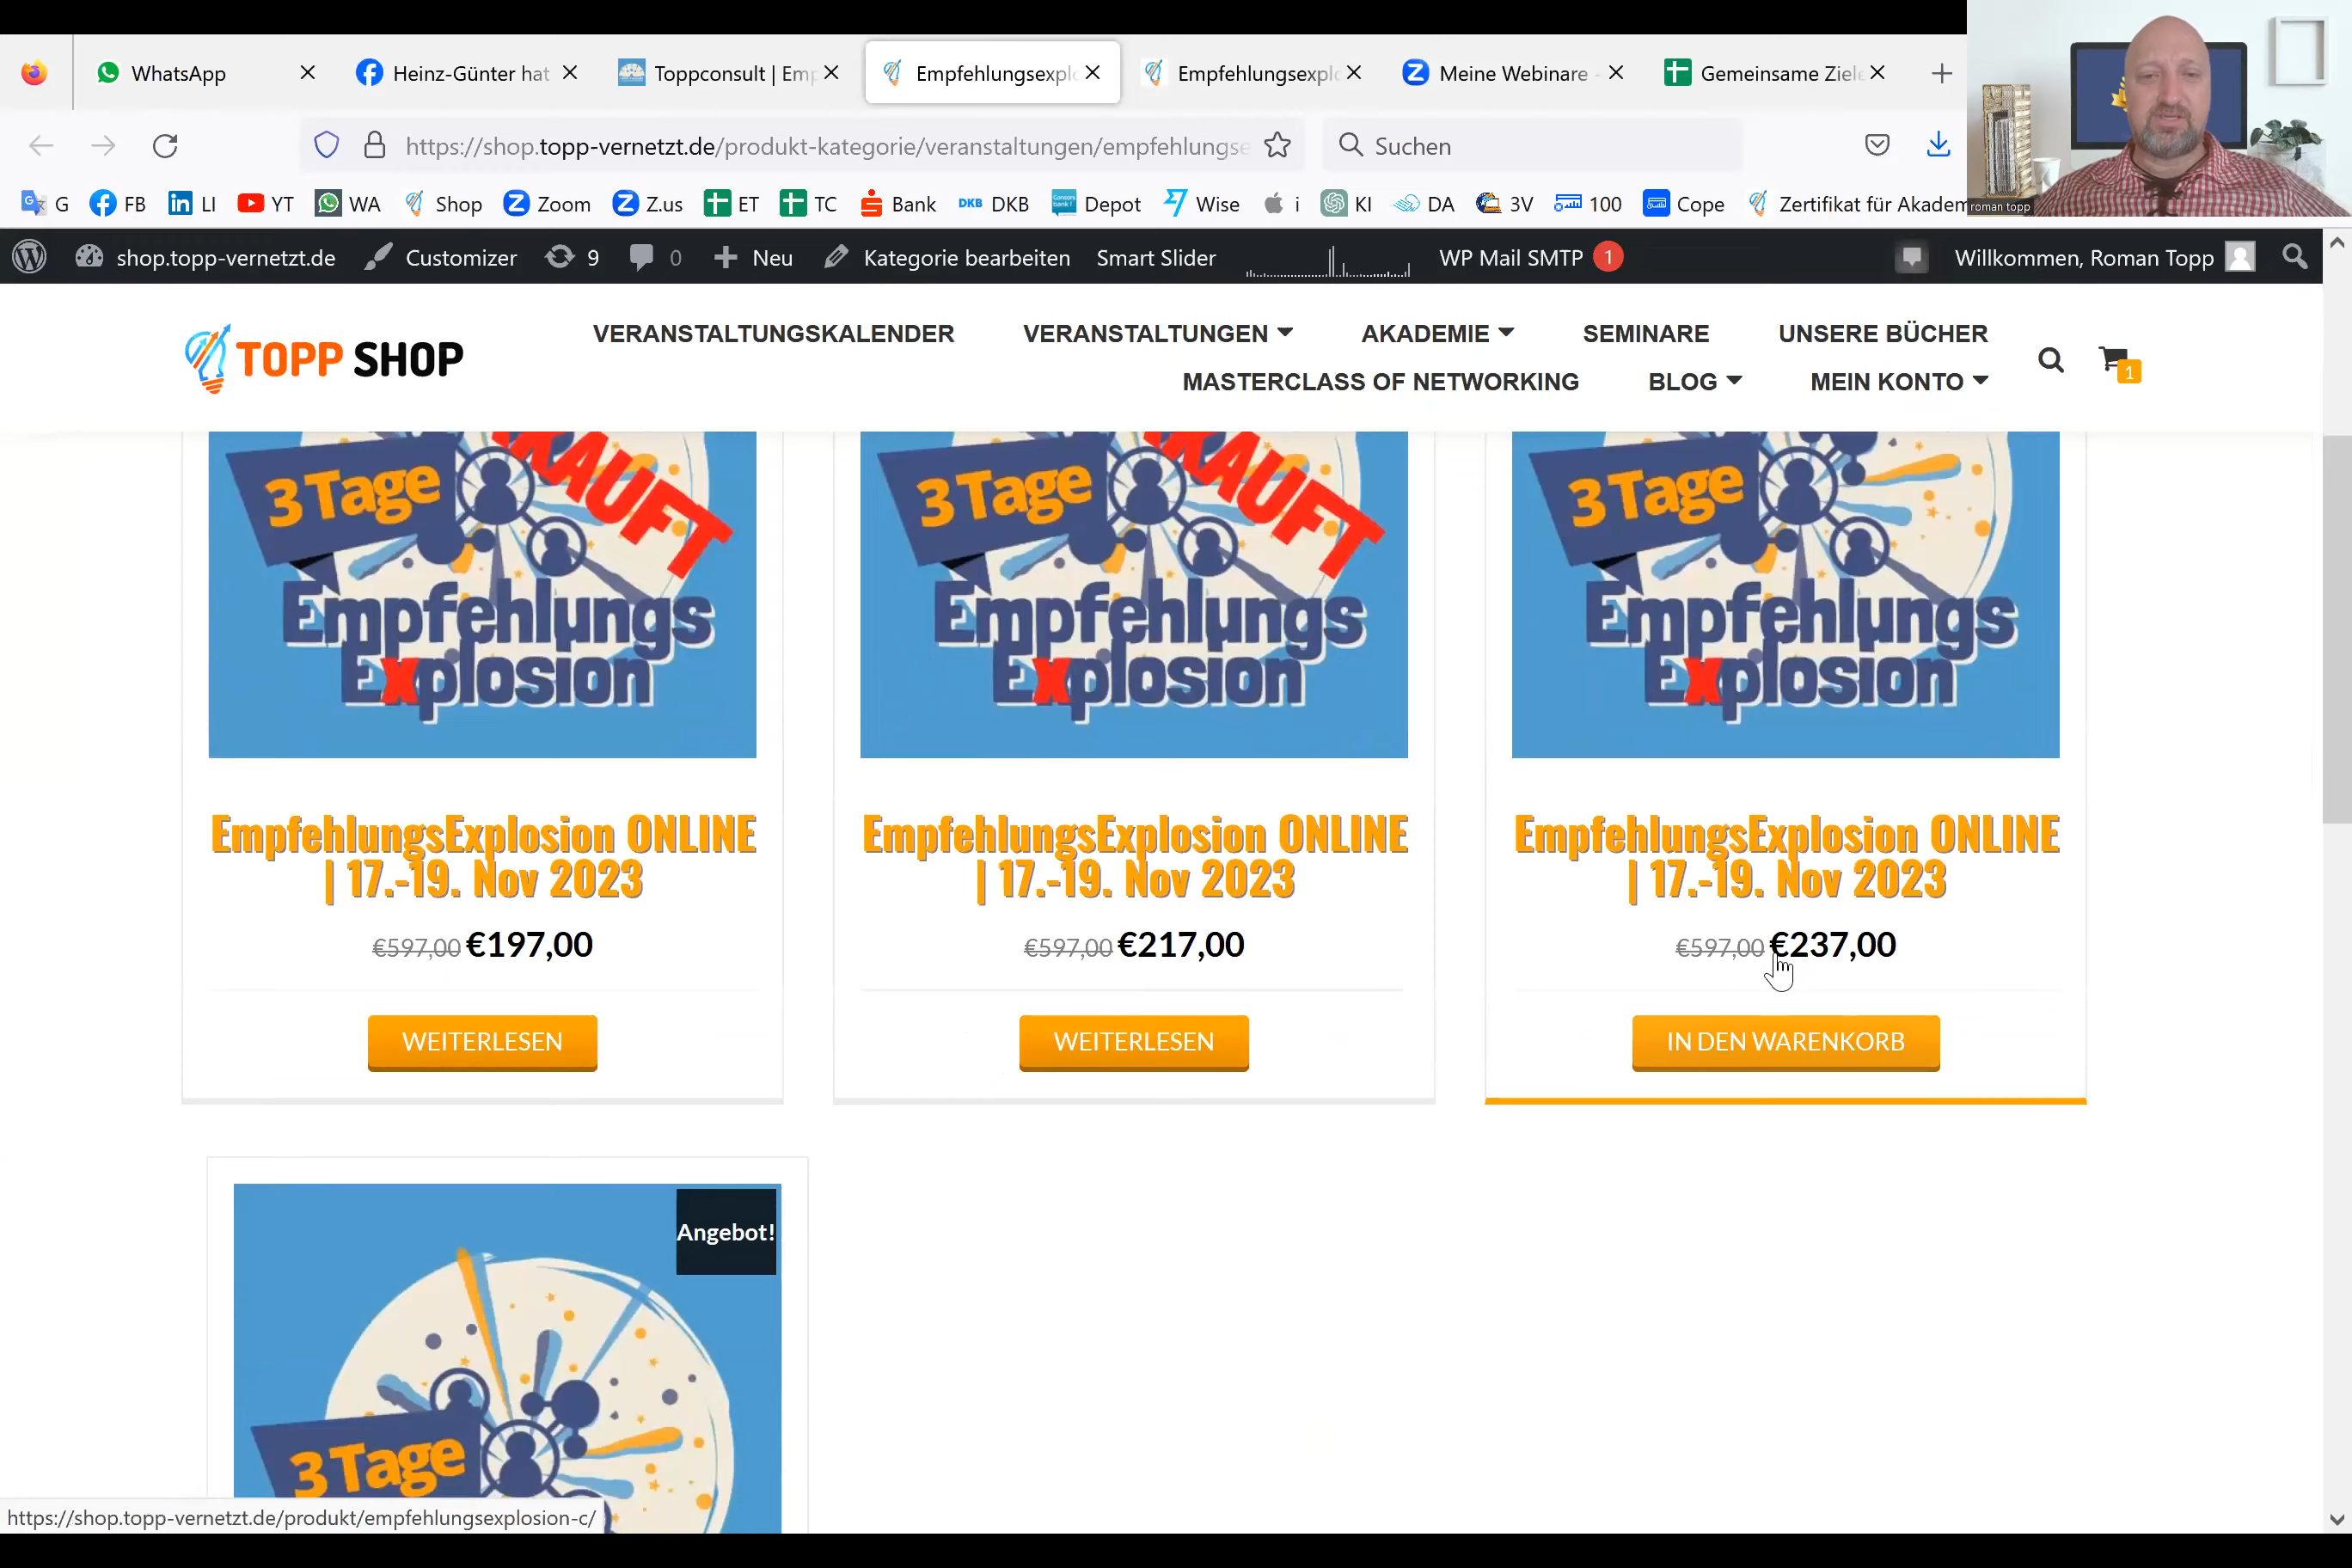 WhatsApp
Heinz-Günter hat
Toppconsult | Emp
Empfehlungsexplo
Empfehlungsexplo
Meine Webinare -
Gemeinsame Ziele
https://shop.topp-vernetzt.de/produkt-kategorie/veranstaltungen/empfehlungse
Suchen
G FB LI YT WA Shop Zoom Z.us ET TC Bank DKB DKB Depot Wise i KI DA 3V 100 Cope Zertifikat für Akadem
roman topp
shop.topp-vernetzt.de Customizer 9 0 Neu Kategorie bearbeiten Smart Slider WP Mail SMTP 1 Willkommen, Roman Topp
TOPP SHOP
VERANSTALTUNGSKALENDER VERANSTALTUNGEN AKADEMIE SEMINARE UNSERE BÜCHER
MASTERCLASS OF NETWORKING BLOG MEIN KONTO
1
KAUFT
3 Tage
Empfehlungs
Explosion
EmpfehlungsExplosion ONLINE
| 17.-19. Nov 2023
€597,00 €197,00
WEITERLESEN
KAUFT
3 Tage
Empfehlungs
Explosion
EmpfehlungsExplosion ONLINE
| 17.-19. Nov 2023
€597,00 €217,00
WEITERLESEN
3 Tage
Empfehlungs
Explosion
EmpfehlungsExplosion ONLINE
| 17.-19. Nov 2023
€597,00 €237,00
IN DEN WARENKORB
Angebot!
3 Tage
https://shop.topp-vernetzt.de/produkt/empfehlungsexplosion-c/